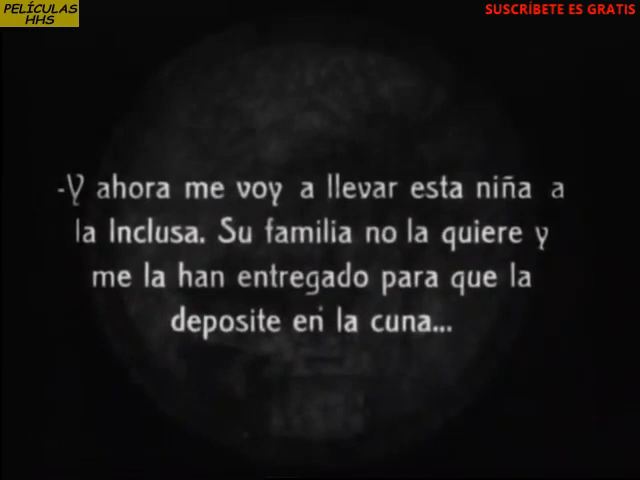 PELÍCULAS
HHS
SUSCRÍBETE ES GRATIS
-Y ahora me voy a llevar esta niña a
la Inclusa. Su familia no la quiere y
me la han entregado para que la
deposite en la cuna...